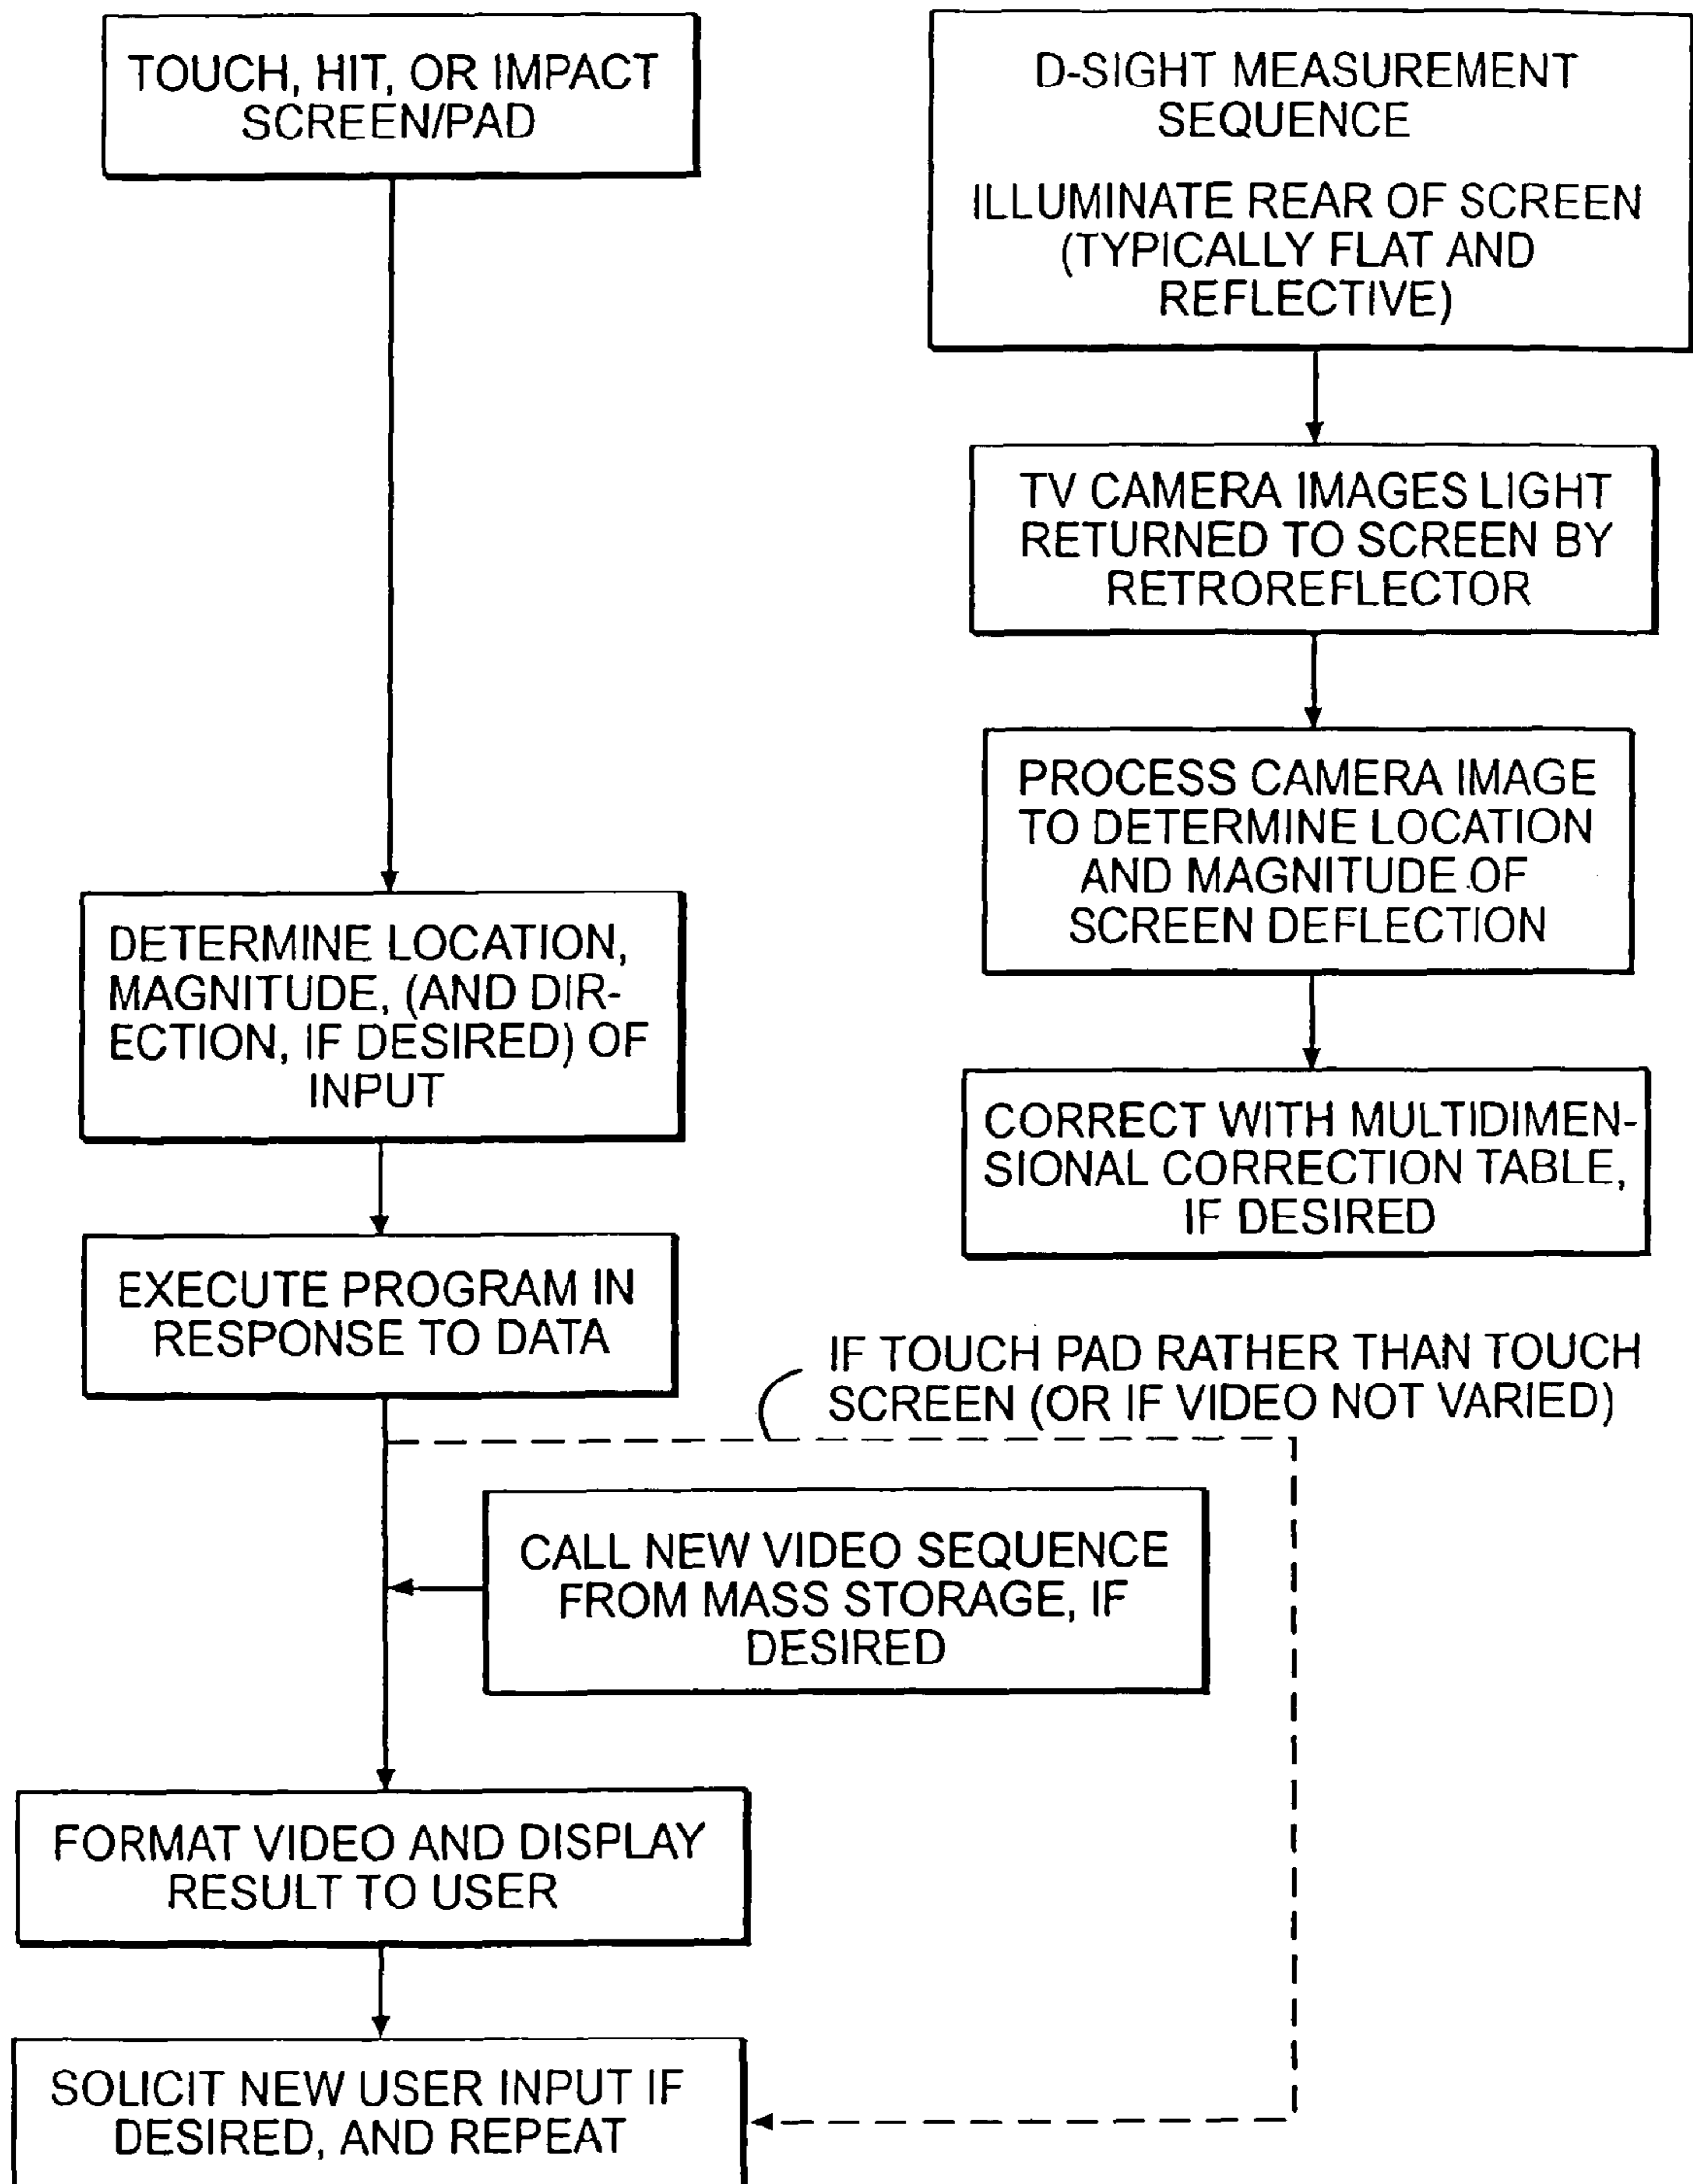 TOUCH, HIT, OR IMPACT
SCREEN/PAD
D-SIGHT MEASUREMENT
SEQUENCE
ILLUMINATE REAR OF SCREEN
(TYPICALLY FLAT AND
REFLECTIVE)
TV CAMERA IMAGES LIGHT
RETURNED TO SCREEN BY
RETROREFLECTOR
PROCESS CAMERA IMAGE
TO DETERMINE LOCATION
AND MAGNITUDE OF
SCREEN DEFLECTION
CORRECT WITH MULTIDIMEN-
SIONAL CORRECTION TABLE,
IF DESIRED
DETERMINE LOCATION,
MAGNITUDE, (AND DIR-
ECTION, IF DESIRED) OF
INPUT
EXECUTE PROGRAM IN
RESPONSE TO DATA
IF TOUCH PAD RATHER THAN TOUCH
SCREEN (OR IF VIDEO NOT VARIED)
CALL NEW VIDEO SEQUENCE
FROM MASS STORAGE, IF
DESIRED
FORMAT VIDEO AND DISPLAY
RESULT TO USER
SOLICIT NEW USER INPUT IF
DESIRED, AND REPEAT